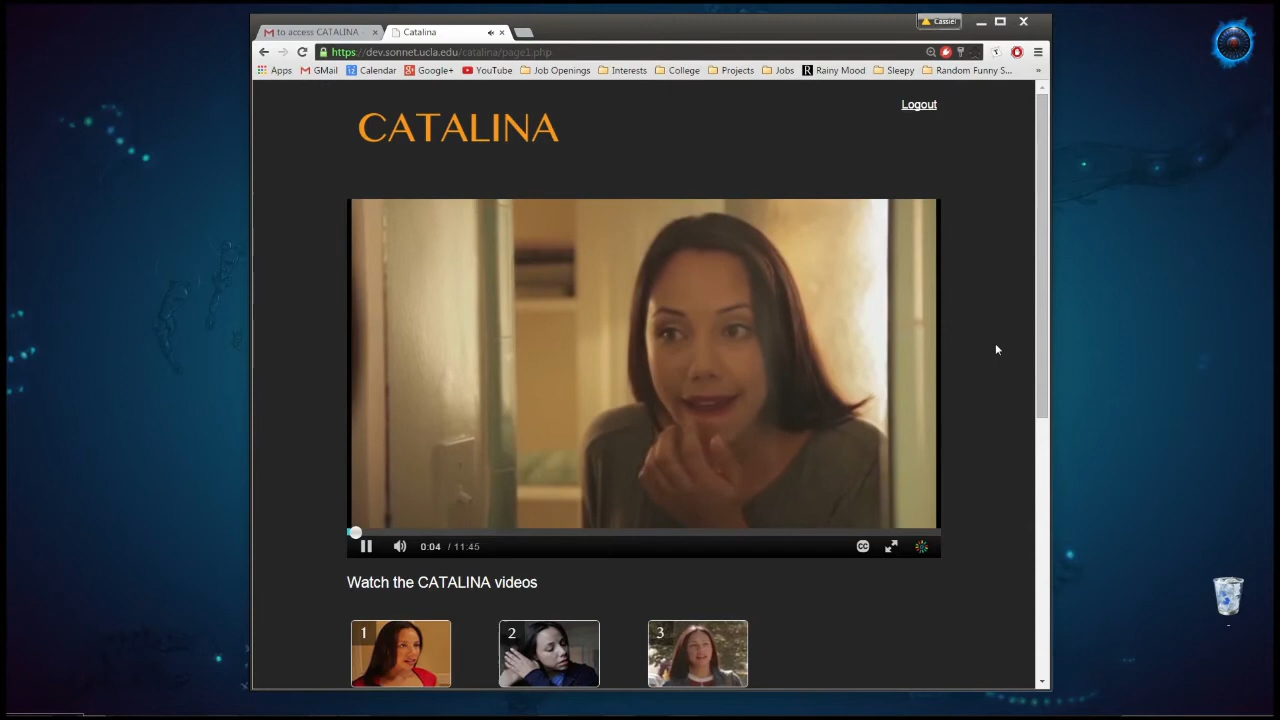 Cassie!
to access CATALINA
Catalina
https://dev.sonnet.ucla.edu/catalina/page1.php
Apps GMail 12 Calendar Google+ YouTube Job Openings Interests College Projects Jobs R Rainy Mood Sleepy Random Funny S... »
Logout
CATALINA
0:04 / 11:45 CC
Watch the CATALINA videos
1 2 3